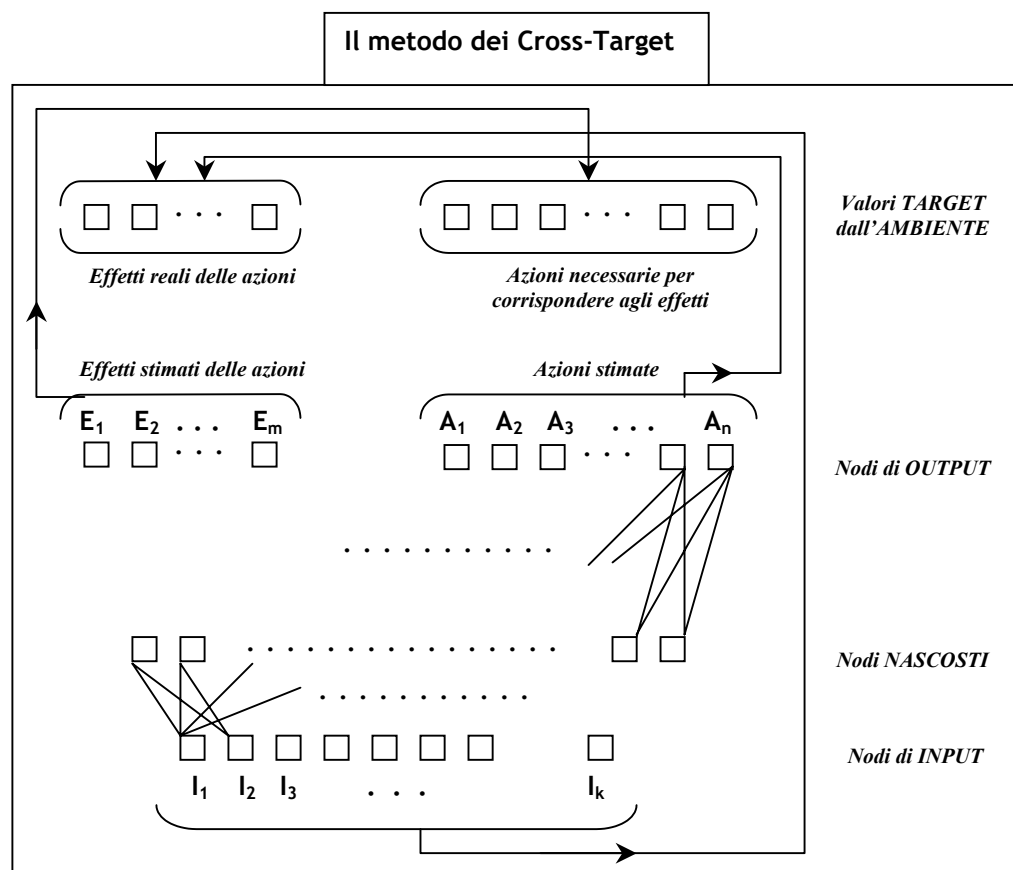 Il metodo dei Cross-Target
Valori TARGET
dall'AMBIENTE
Effetti reali delle azioni
Azioni necessarie per
corrispondere agli effetti
Effetti stimati delle azioni
Azioni stimate
E₁ E₂ . . . Eₘ
A₁ A₂ A₃ . . . Aₙ
Nodi di OUTPUT
Nodi NASCOSTI
Nodi di INPUT
I₁ I₂ I₃ . . . Iₖ